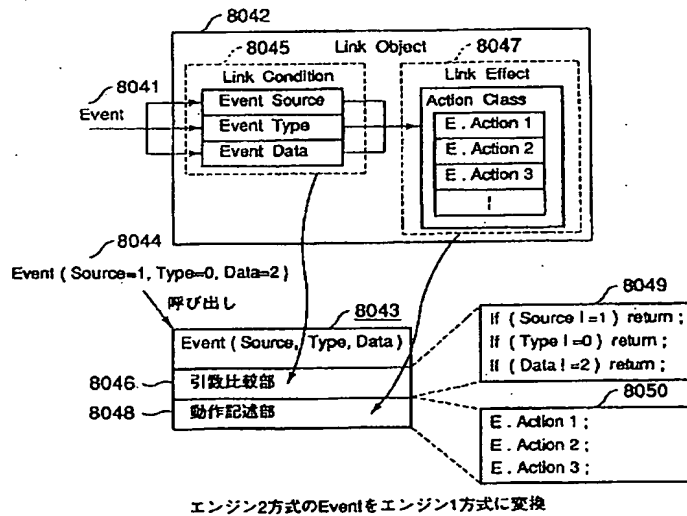 8042
8045
Link Object
8047
Link Condition
Link Effect
8041
Event
Event Source
Event Type
Event Data
Action Class
E . Action 1
E . Action 2
E . Action 3
8044
Event ( Source=1, Type=0, Data=2 )
呼び出し
8043
Event ( Source, Type, Data )
8046
引数比較部
8048
動作記述部
8049
If ( Source !=1 ) return ;
If ( Type !=0 ) return ;
If ( Data !=2 ) return ;
8050
E . Action 1 ;
E . Action 2 ;
E . Action 3 ;
エンジン2方式のEventをエンジン1方式に変換